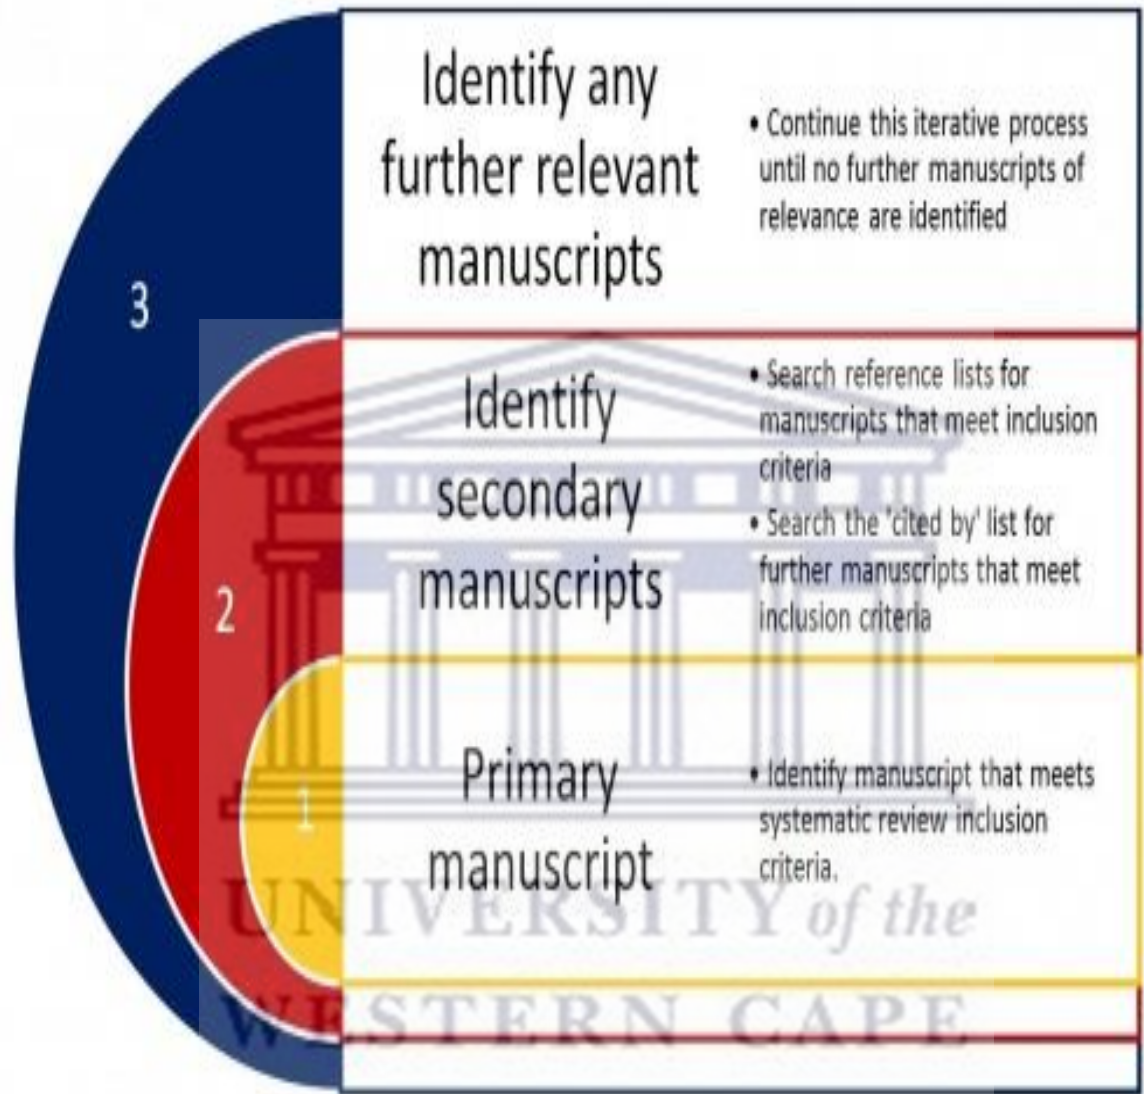 3
Identify any
further relevant
manuscripts
• Continue this iterative process
until no further manuscripts of
relevance are identified
2
Identify
secondary
manuscripts
• Search reference lists for
manuscripts that meet inclusion
criteria
• Search the 'cited by' list for
further manuscripts that meet
inclusion criteria
1
Primary
manuscript
• Identify manuscript that meets
systematic review inclusion
criteria.
UNIVERSITY of the
WESTERN CAPE